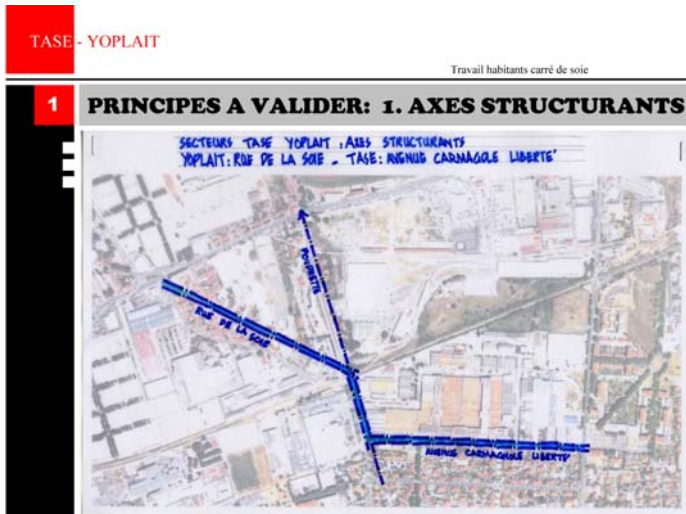 TASE - YOPLAIT
Travail habitants carré de soie
1 PRINCIPES A VALIDER: 1. AXES STRUCTURANTS
SECTEURS TASE YOPLAIT : AXES STRUCTURANTS
YOPLAIT : RUE DE LA SOIE - TASE : AVENUE CARMAGNOLE LIBERTÉ
POUDRETTE
RUE DE LA SOIE
AVENUE CARMAGNOLE LIBERTÉ